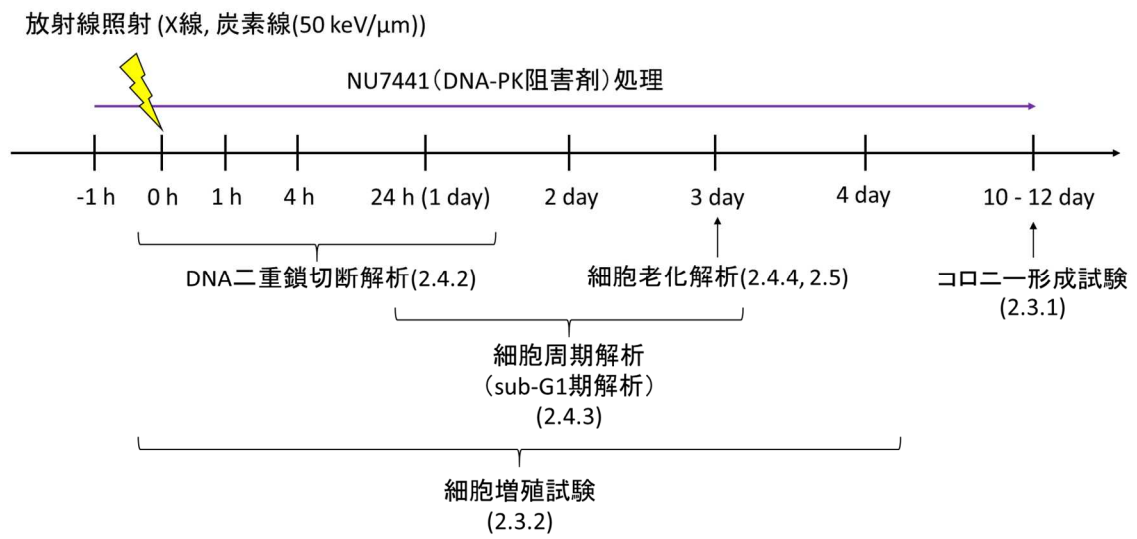 放射線照射 (X線, 炭素線(50 keV/μm))
NU7441（DNA-PK阻害剤）処理
-1 h 0 h 1 h 4 h 24 h (1 day) 2 day 3 day 4 day 10 - 12 day
DNA二重鎖切断解析(2.4.2)
細胞老化解析(2.4.4, 2.5)
コロニー形成試験
(2.3.1)
細胞周期解析
（sub-G1期解析）
(2.4.3)
細胞増殖試験
(2.3.2)